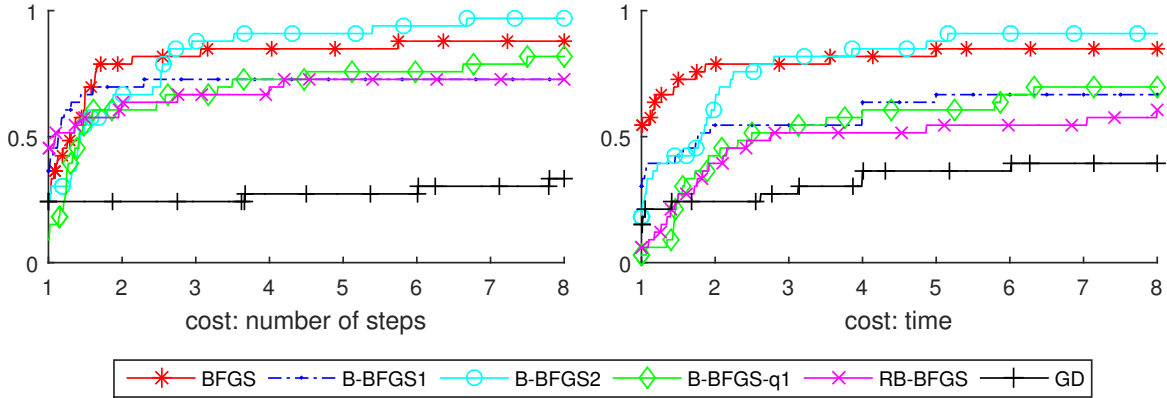 1
0.5
0
1 2 3 4 5 6 7 8
cost: number of steps
1
0.5
0
1 2 3 4 5 6 7 8
cost: time
BFGS B-BFGS1 B-BFGS2 B-BFGS-q1 RB-BFGS GD